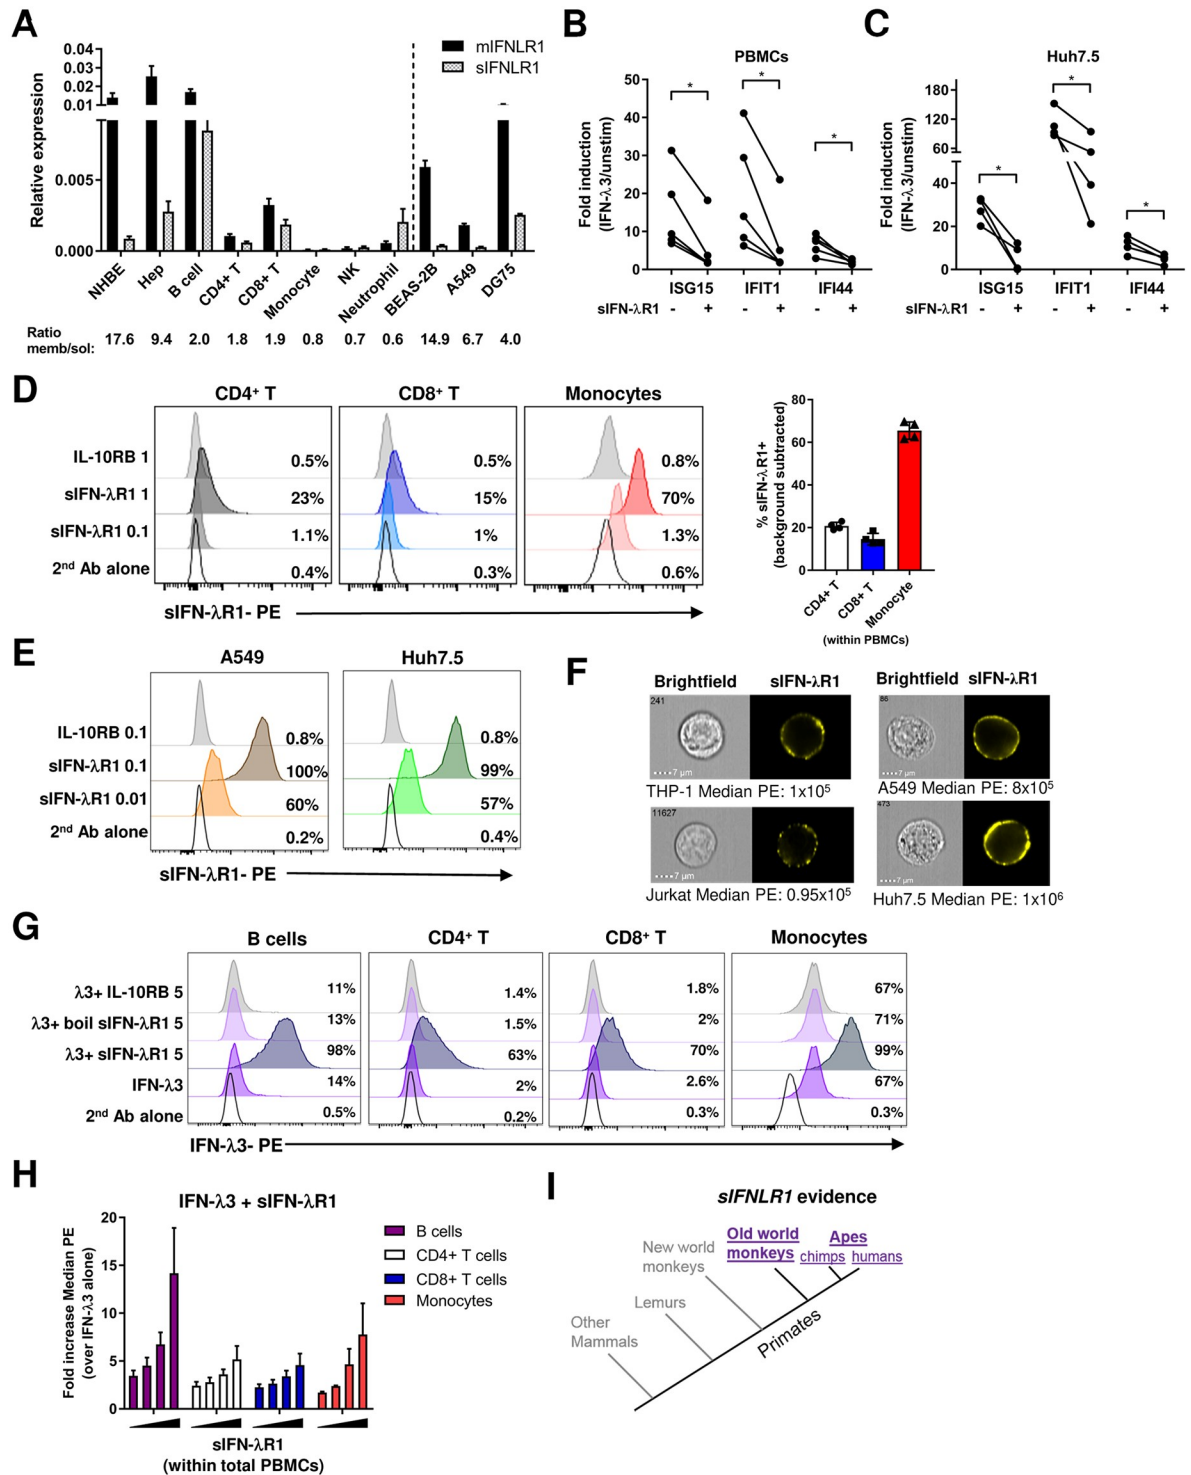 A
mIFNLR1
sIFNLR1
Relative expression
0.04
0.03
0.02
0.01
0.005
0.000
NHBE
Hep
B cell
CD4+ T
CD8+ T
Monocyte
NK
Neutrophil
BEAS-2B
A549
DG75
Ratio
memb/sol:
17.6 9.4 2.0 1.8 1.9 0.8 0.7 0.6 14.9 6.7 4.0
B
PBMCs
Fold induction
(IFN-λ3/unstim)
50
40
30
20
10
0
* * *
ISG15 IFIT1 IFI44
sIFN-λR1 - + - + - +
C
Huh7.5
Fold induction
(IFN-λ3/unstim)
180
120
60
40
20
0
* * *
ISG15 IFIT1 IFI44
sIFN-λR1 - + - + - +
D
CD4⁺ T CD8⁺ T Monocytes
IL-10RB 1 0.5% 0.5% 0.8%
sIFN-λR1 1 23% 15% 70%
sIFN-λR1 0.1 1.1% 1% 1.3%
2ⁿᵈ Ab alone 0.4% 0.3% 0.6%
sIFN-λR1- PE
% sIFN-λR1+
(background subtracted)
80
60
40
20
0
CD4+ T
CD8+ T
Monocyte
(within PBMCs)
E
A549 Huh7.5
IL-10RB 0.1 0.8% 0.8%
sIFN-λR1 0.1 100% 99%
sIFN-λR1 0.01 60% 57%
2ⁿᵈ Ab alone 0.2% 0.4%
sIFN-λR1- PE
F
Brightfield sIFN-λR1 Brightfield sIFN-λR1
241
7 µm
THP-1 Median PE: 1x10⁵
86
7 µm
A549 Median PE: 8x10⁵
11627
7 µm
Jurkat Median PE: 0.95x10⁵
473
7 µm
Huh7.5 Median PE: 1x10⁶
G
B cells CD4⁺ T CD8⁺ T Monocytes
λ3+ IL-10RB 5 11% 1.4% 1.8% 67%
λ3+ boil sIFN-λR1 5 13% 1.5% 2% 71%
λ3+ sIFN-λR1 5 98% 63% 70% 99%
IFN-λ3 14% 2% 2.6% 67%
2ⁿᵈ Ab alone 0.5% 0.2% 0.3% 0.3%
IFN-λ3- PE
H
IFN-λ3 + sIFN-λR1
Fold increase Median PE
(over IFN-λ3 alone)
20
15
10
5
0
B cells
CD4+ T cells
CD8+ T cells
Monocytes
sIFN-λR1
(within total PBMCs)
I
sIFNLR1 evidence
Old world
monkeys
Apes
chimps humans
New world
monkeys
Lemurs
Other
Mammals
Primates